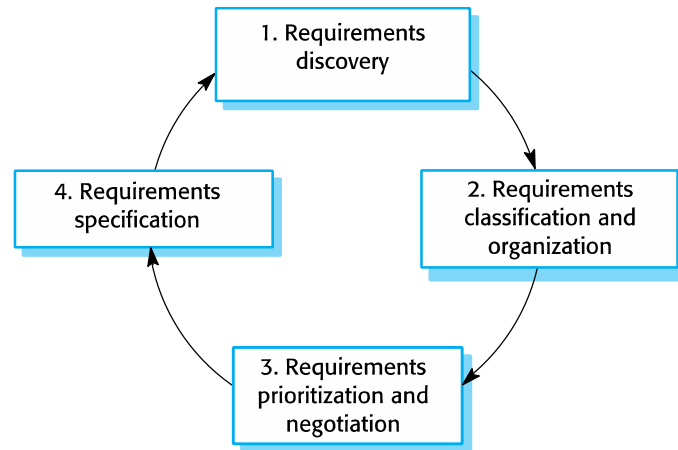 1. Requirements
discovery
2. Requirements
classification and
organization
3. Requirements
prioritization and
negotiation
4. Requirements
specification